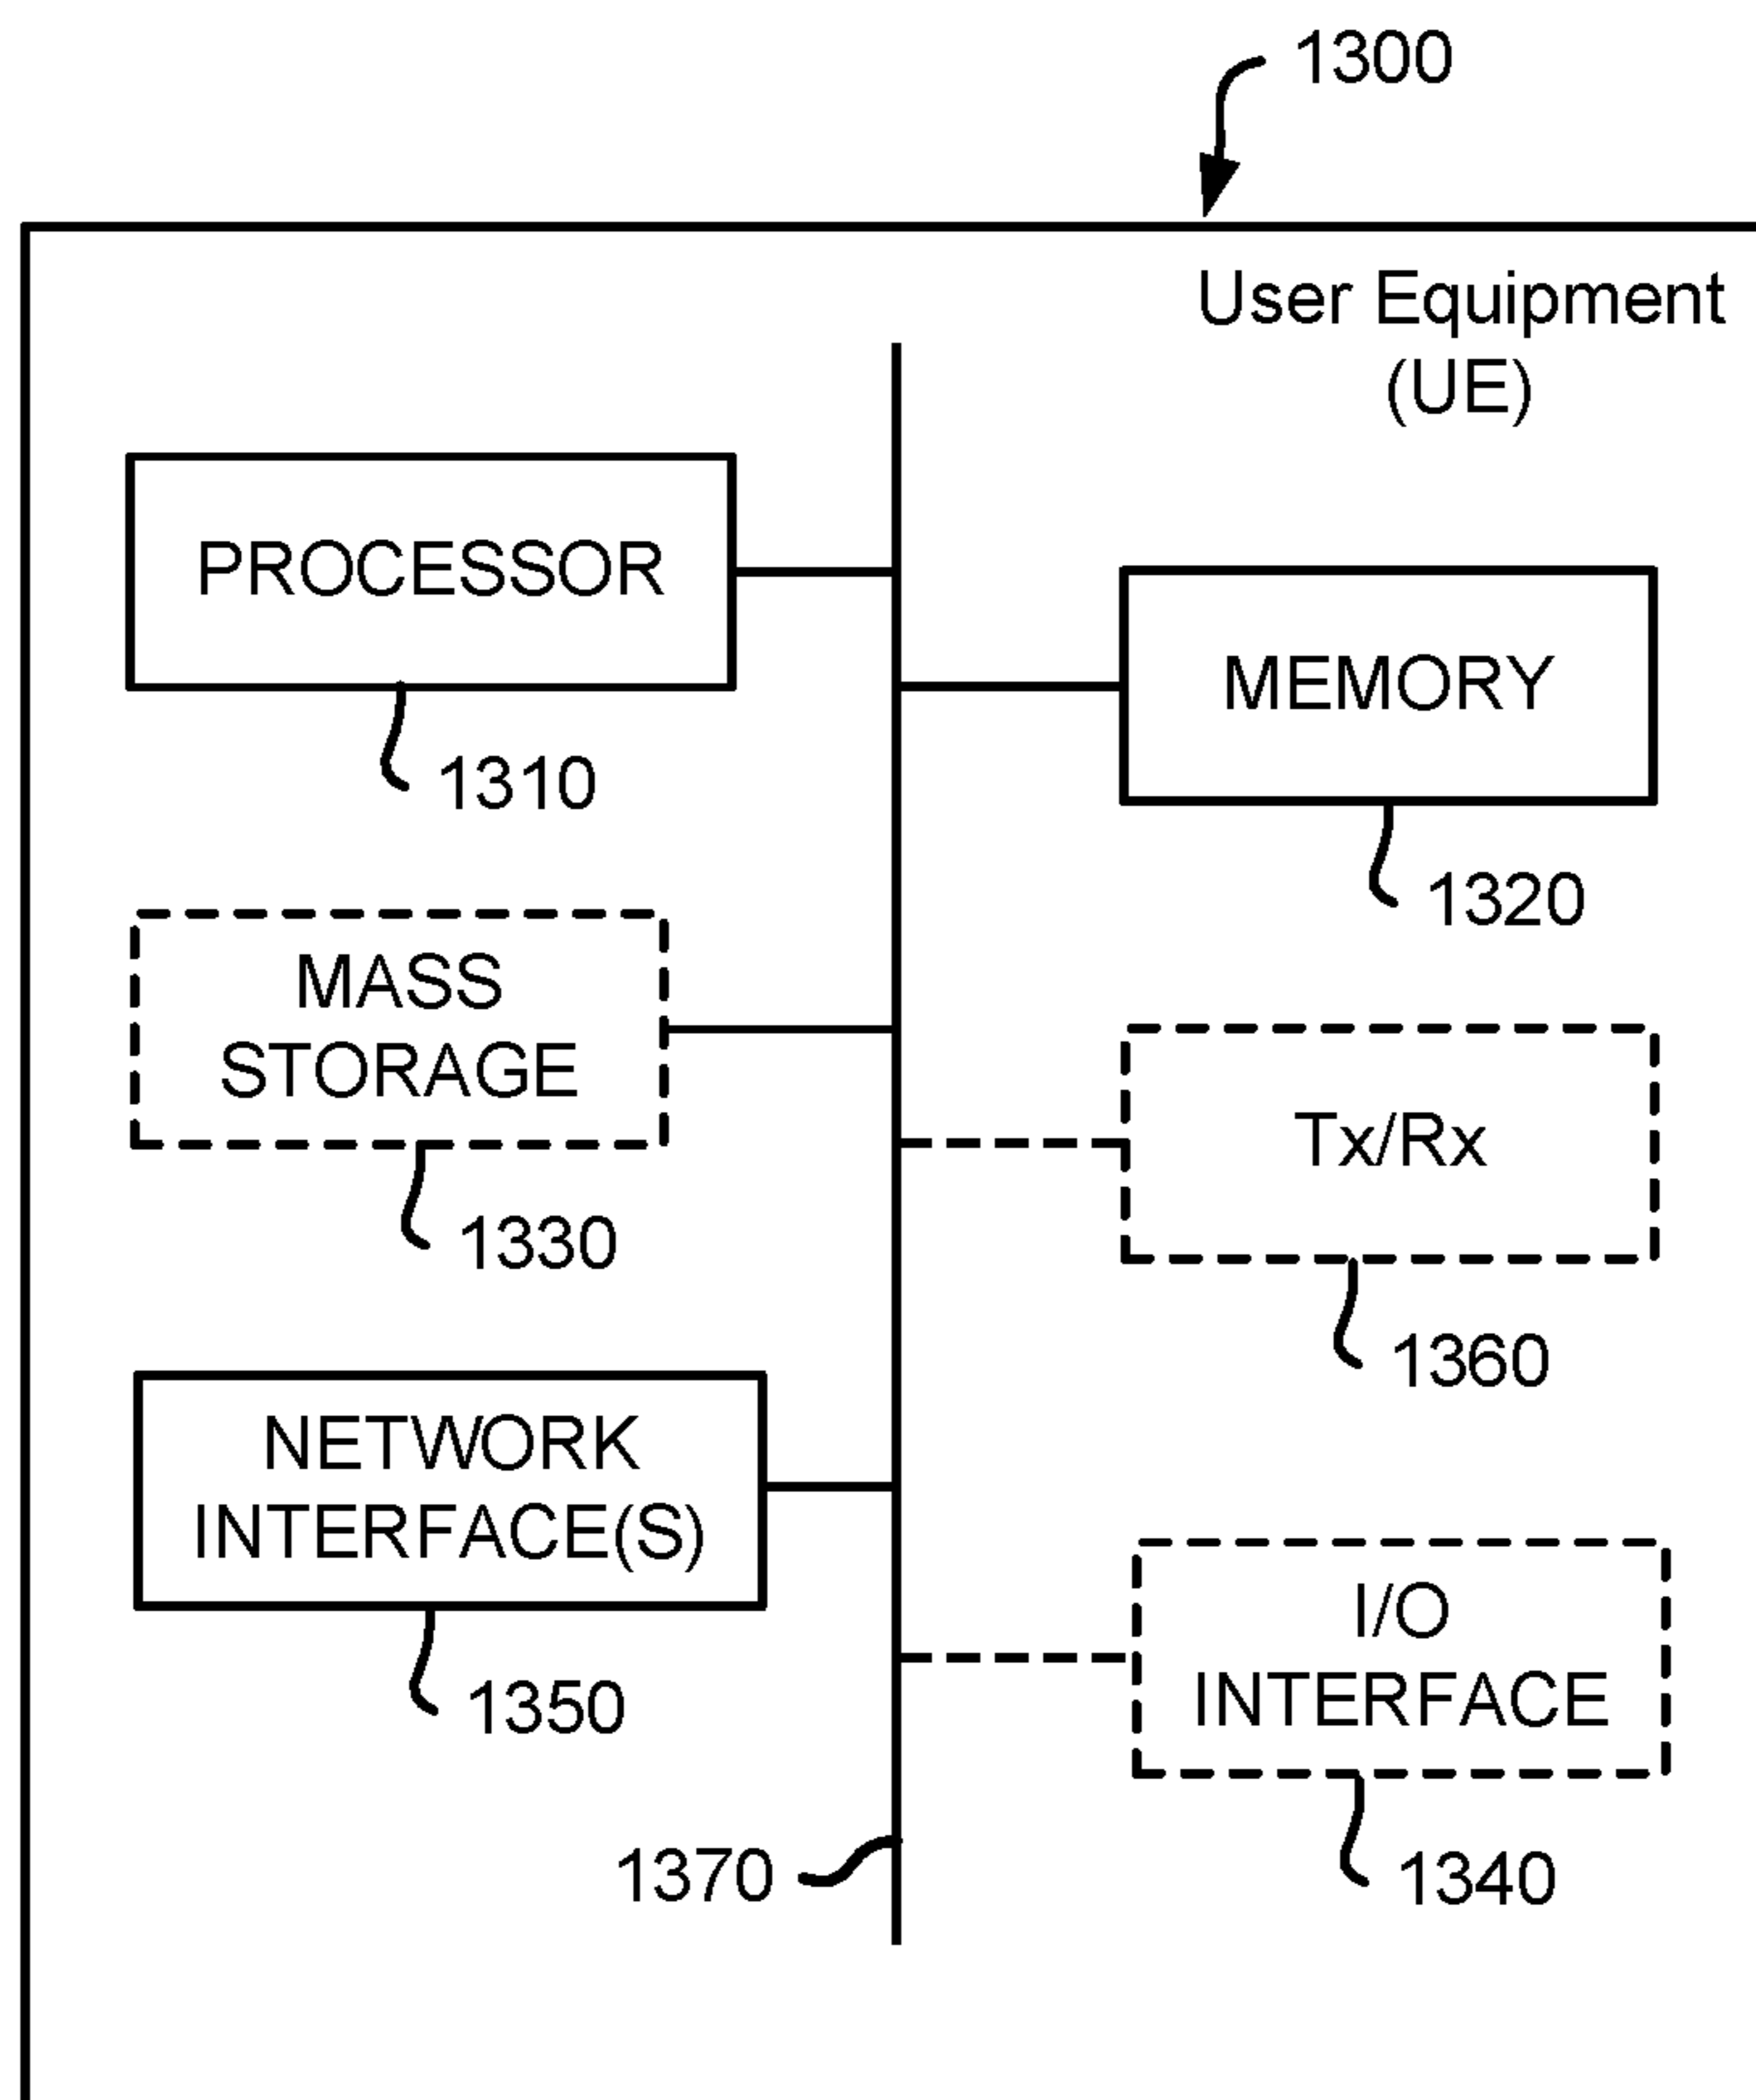 1300
User Equipment
(UE)
PROCESSOR
1310
MEMORY
1320
MASS
STORAGE
1330
Tx/Rx
1360
NETWORK
INTERFACE(S)
1350
I/O
INTERFACE
1340
1370